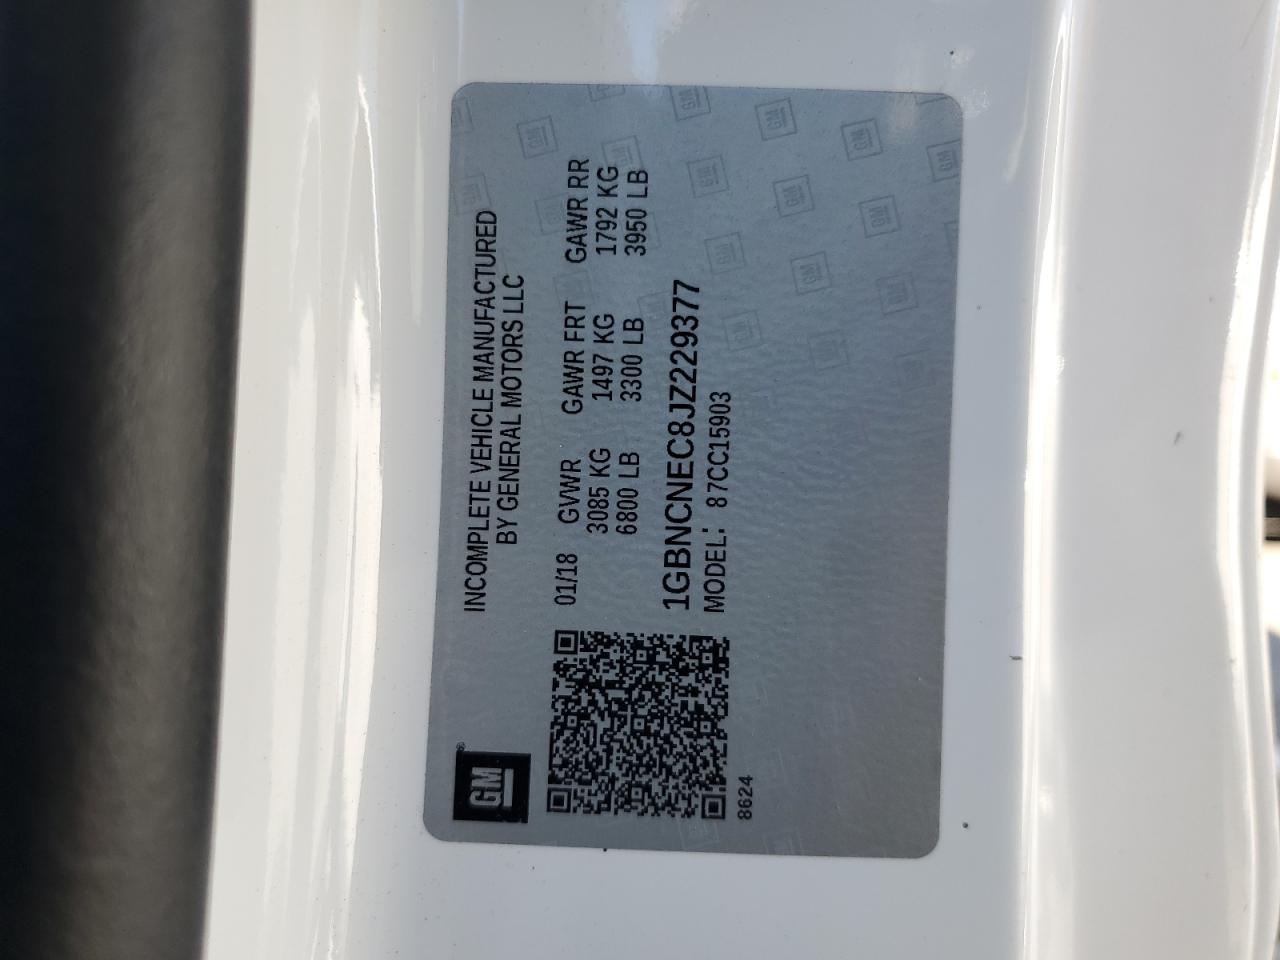 GM
INCOMPLETE VEHICLE MANUFACTURED
BY GENERAL MOTORS LLC
01/18 GVWR GAWR FRT GAWR RR
3085 KG 1497 KG 1792 KG
6800 LB 3300 LB 3950 LB
1GBNCNEC8JZ229377
MODEL: 87CC15903
8624